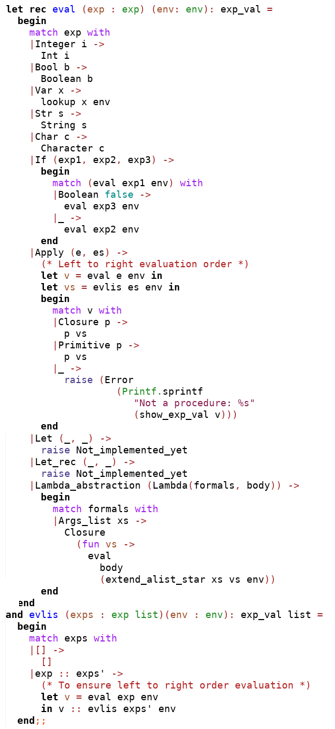 let rec eval (exp : exp) (env: env): exp_val =
  begin
    match exp with
    |Integer i ->
      Int i
    |Bool b ->
      Boolean b
    |Var x ->
      lookup x env
    |Str s ->
      String s
    |Char c ->
      Character c
    |If (exp1, exp2, exp3) ->
      begin
        match (eval exp1 env) with
        |Boolean false ->
          eval exp3 env
        |_ ->
          eval exp2 env
      end
    |Apply (e, es) ->
      (* Left to right evaluation order *)
      let v = eval e env in
      let vs = evlis es env in
      begin
        match v with
        |Closure p ->
          p vs
        |Primitive p ->
          p vs
        |_ ->
          raise (Error
                   (Printf.sprintf
                      "Not a procedure: %s"
                      (show_exp_val v)))
      end
    |Let (_, _) ->
      raise Not_implemented_yet
    |Let_rec (_, _) ->
      raise Not_implemented_yet
    |Lambda_abstraction (Lambda(formals, body)) ->
      begin
        match formals with
        |Args_list xs ->
          Closure
            (fun vs ->
              eval
                body
                (extend_alist_star xs vs env))
      end
  end
and evlis (exps : exp list)(env : env): exp_val list =
  begin
    match exps with
    |[] ->
      []
    |exp :: exps' ->
      (* To ensure left to right order evaluation *)
      let v = eval exp env
      in v :: evlis exps' env
  end;;